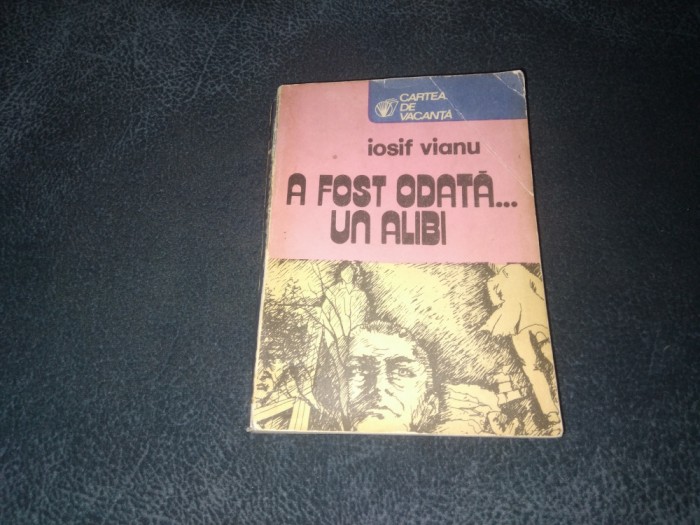 CARTEA
DE
VACANȚĂ
iosif vianu
A FOST ODATĂ...
UN ALIBI